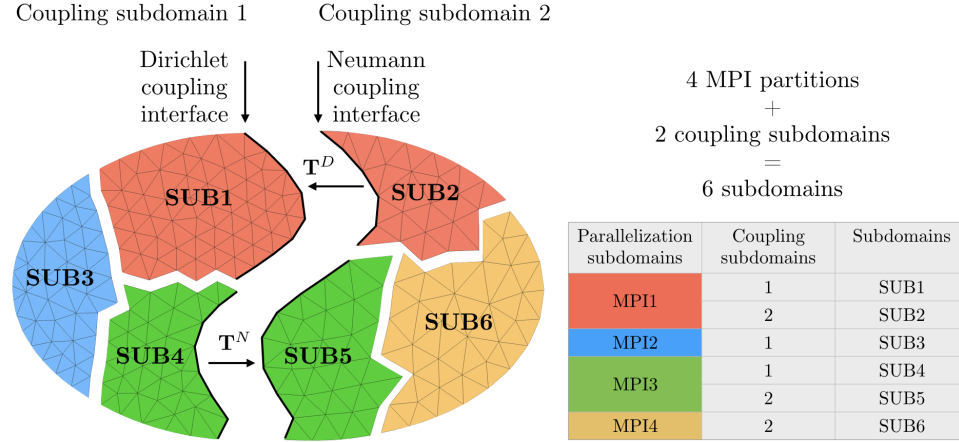 Coupling subdomain 1
Coupling subdomain 2
Dirichlet
coupling
interface
Neumann
coupling
interface
T^D
SUB1
SUB2
SUB3
SUB4
T^N
SUB5
SUB6
4 MPI partitions
+
2 coupling subdomains
=
6 subdomains
Parallelization subdomains | Coupling subdomains | Subdomains
MPI1 | 1 | SUB1
2 | SUB2
MPI2 | 1 | SUB3
MPI3 | 1 | SUB4
2 | SUB5
MPI4 | 2 | SUB6